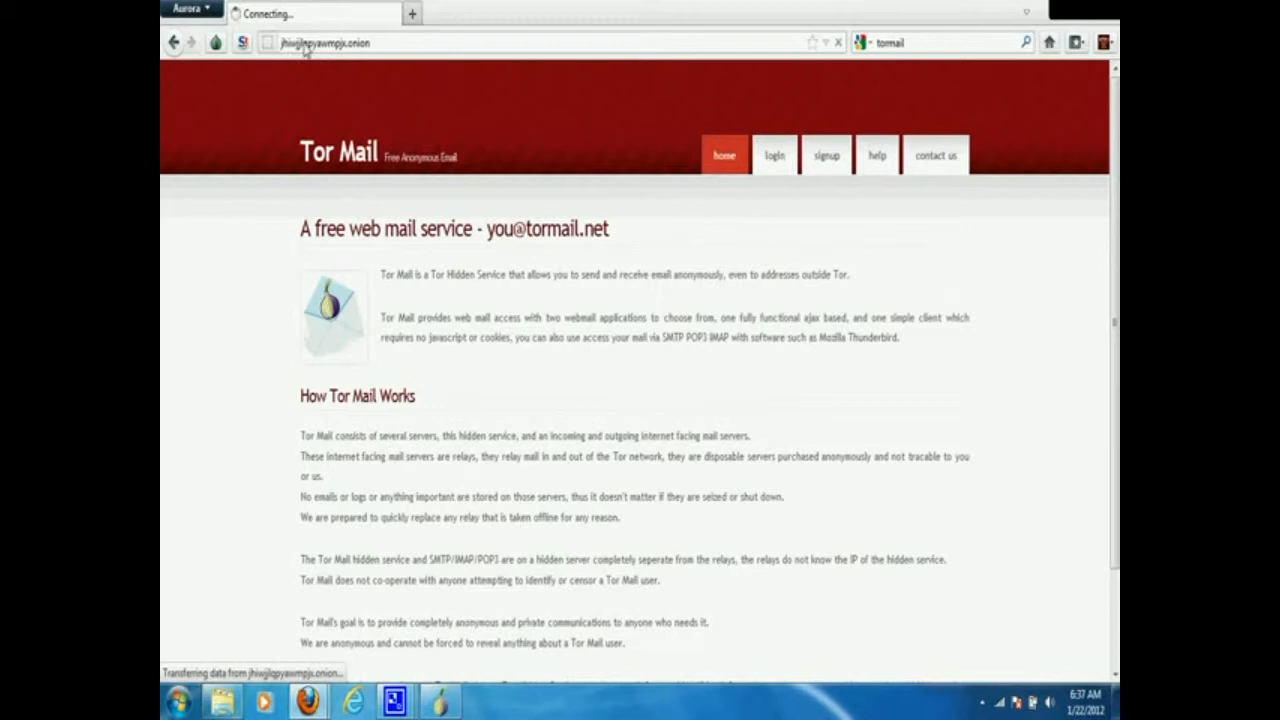 Aurora
Connecting...
jhiwjjlqpyawmpjx.onion
tormail
Tor Mail Free Anonymous Email
home login signup help contact us
A free web mail service - you@tormail.net
Tor Mail is a Tor Hidden Service that allows you to send and receive email anonymously, even to addresses outside Tor.
Tor Mail provides web mail access with two webmail applications to choose from, one fully functional ajax based, and one simple client which
requires no javascript or cookies, you can also use access your mail via SMTP POP3 IMAP with software such as Mozilla Thunderbird.
How Tor Mail Works
Tor Mail consists of several servers, this hidden service, and an incoming and outgoing internet facing mail servers.
These internet facing mail servers are relays, they relay mail in and out of the Tor network, they are disposable servers purchased anonymously and not tracable to you
or us.
No emails or logs or anything important are stored on those servers, thus it doesn't matter if they are seized or shut down.
We are prepared to quickly replace any relay that is taken offline for any reason.
The Tor Mail hidden service and SMTP/IMAP/POP3 are on a hidden server completely seperate from the relays, the relays do not know the IP of the hidden service.
Tor Mail does not co-operate with anyone attempting to identify or censor a Tor Mail user.
Tor Mail's goal is to provide completely anonymous and private communications to anyone who needs it.
We are anonymous and cannot be forced to reveal anything about a Tor Mail user.
Transferring data from jhiwjjlqpyawmpjx.onion...
6:37 AM
1/22/2012